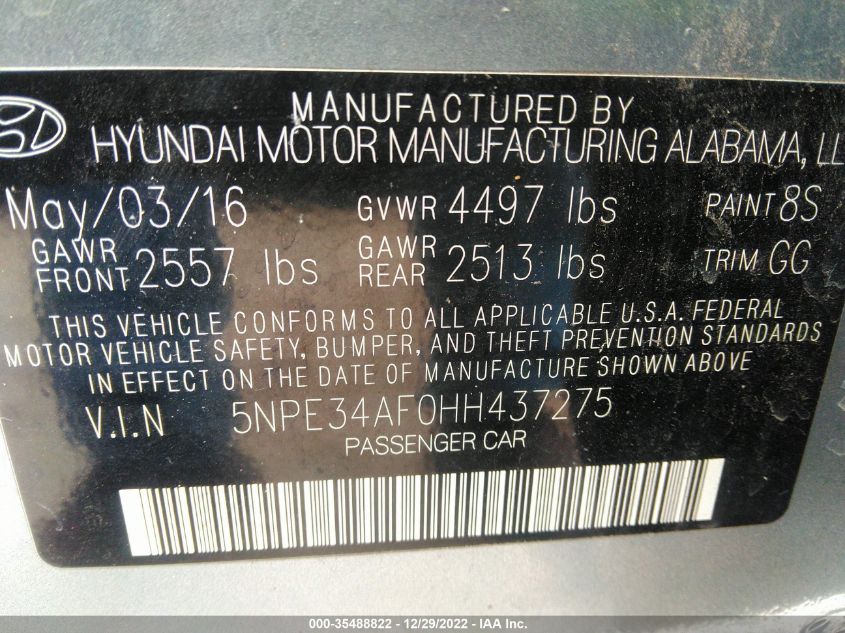 MANUFACTURED BY
HYUNDAI MOTOR MANUFACTURING ALABAMA, LL
May/03/16 GVWR 4497 lbs PAINT 8S
GAWR FRONT 2557 lbs GAWR REAR 2513 lbs TRIM GG
THIS VEHICLE CONFORMS TO ALL APPLICABLE U.S.A. FEDERAL
MOTOR VEHICLE SAFETY, BUMPER, AND THEFT PREVENTION STANDARDS
IN EFFECT ON THE DATE OF MANUFACTURE SHOWN ABOVE
V.I.N 5NPE34AF0HH437275
PASSENGER CAR
000-35488822 - 12/29/2022 - IAA Inc.